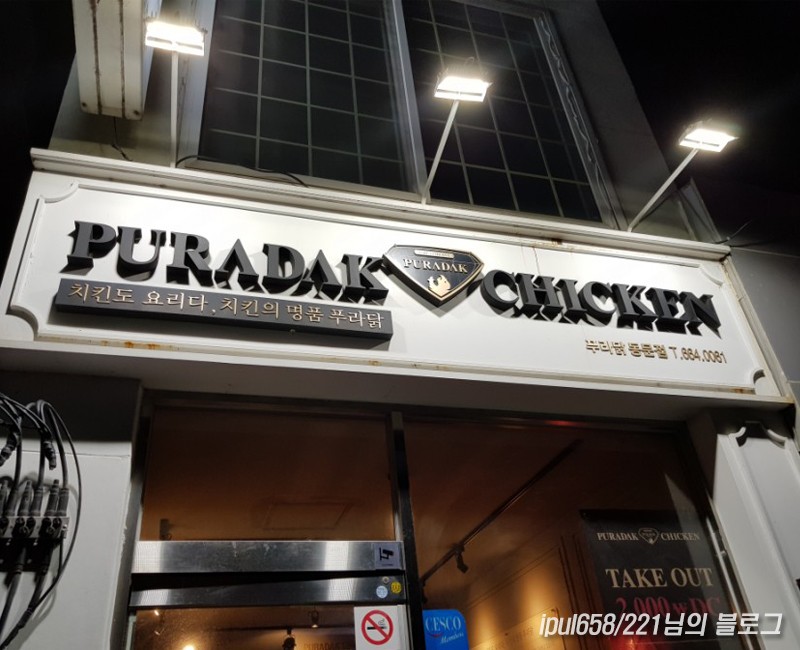 PURADAK CHICKEN
PURADAK
치킨도 요리다, 치킨의 명품 푸라닭
푸라닭 동문점 T.664.0061
PURADAK CHICKEN
TAKE OUT
2,000 w DC
CESCO
Members
ipul658/221님의 블로그